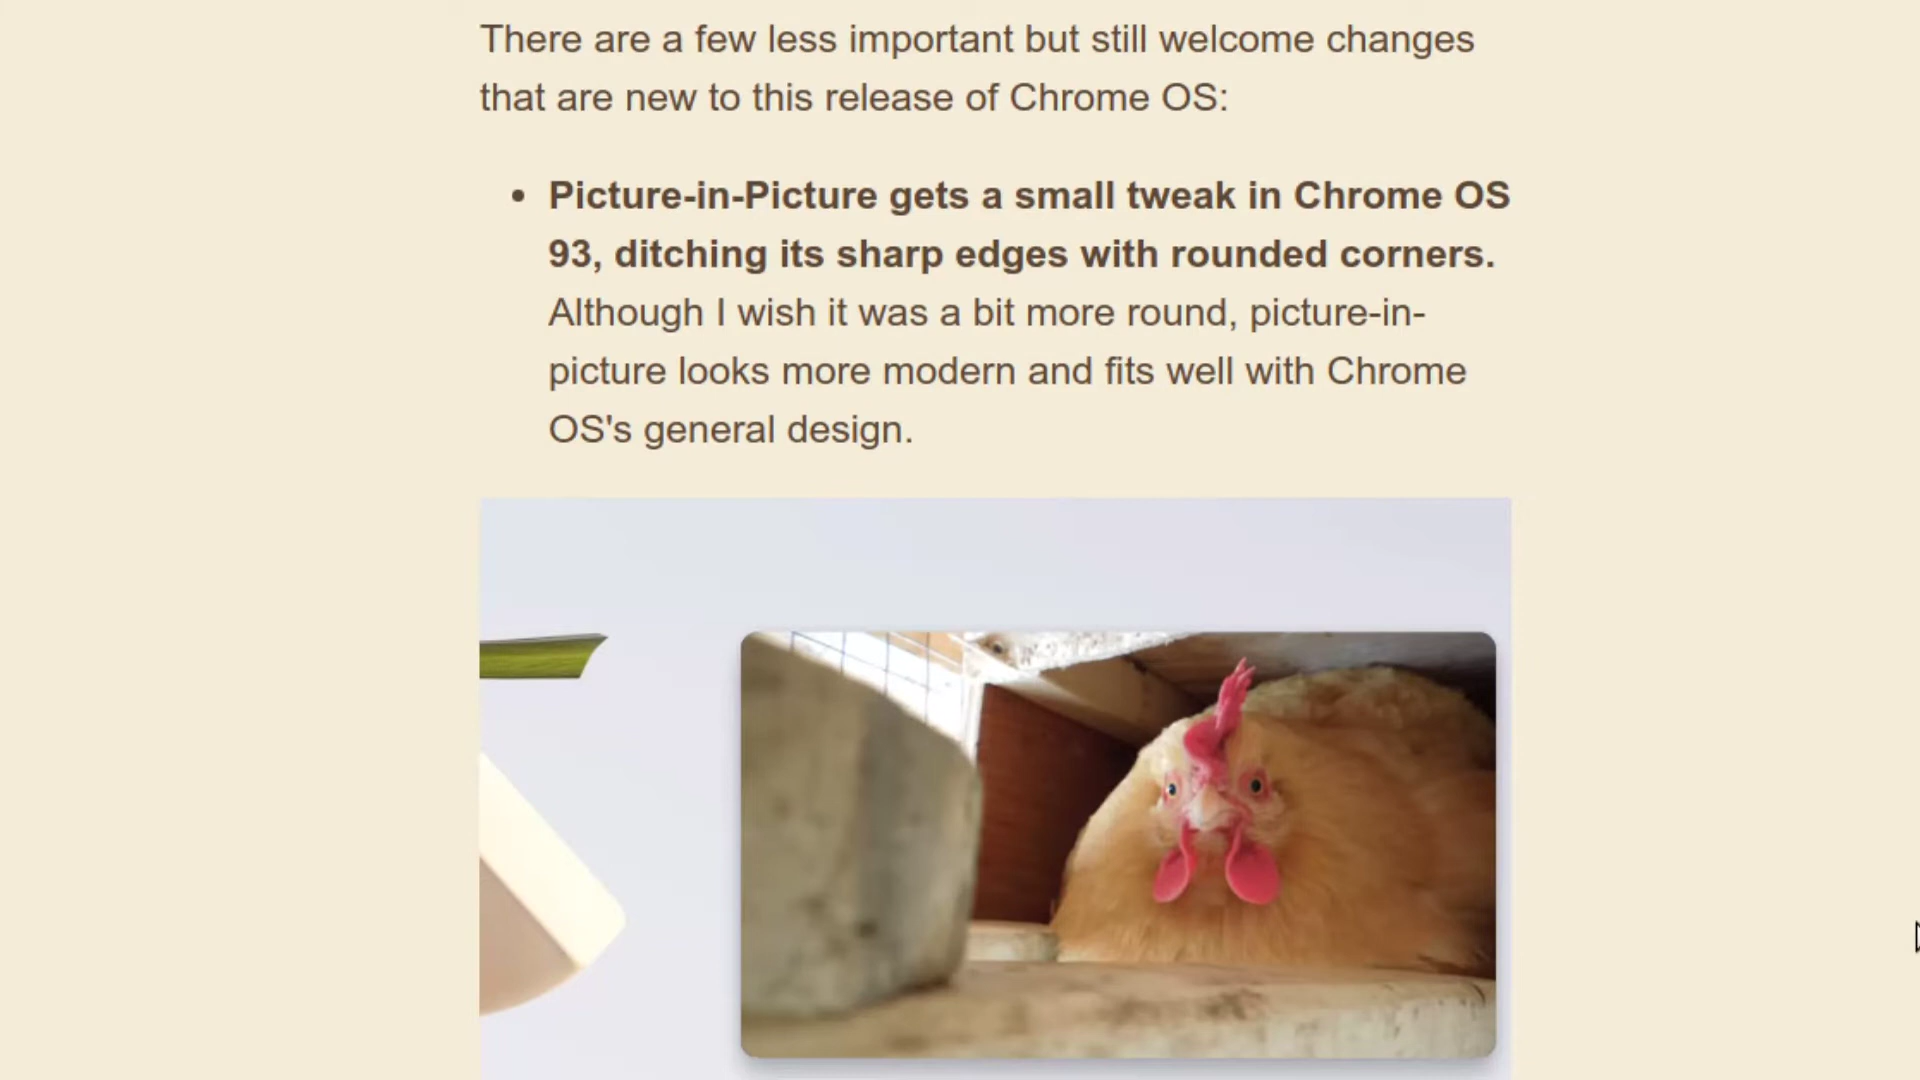 There are a few less important but still welcome changes
that are new to this release of Chrome OS:
• Picture-in-Picture gets a small tweak in Chrome OS
93, ditching its sharp edges with rounded corners.
Although I wish it was a bit more round, picture-in-
picture looks more modern and fits well with Chrome
OS's general design.